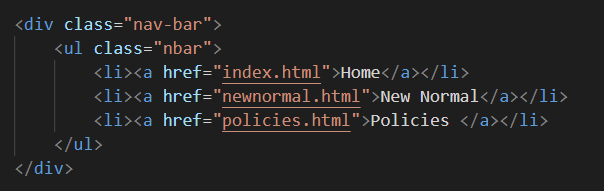 <div class="nav-bar">
    <ul class="nbar">
        <li><a href="index.html">Home</a></li>
        <li><a href="newnormal.html">New Normal</a></li>
        <li><a href="policies.html">Policies </a></li>
    </ul>
</div>